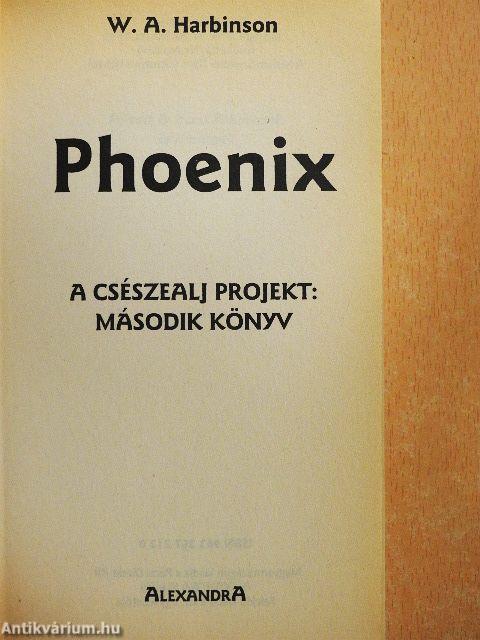 W. A. Harbinson
Phoenix
A CSÉSZEALJ PROJEKT:
MÁSODIK KÖNYV
ALEXANDRA
Antikvárium.hu